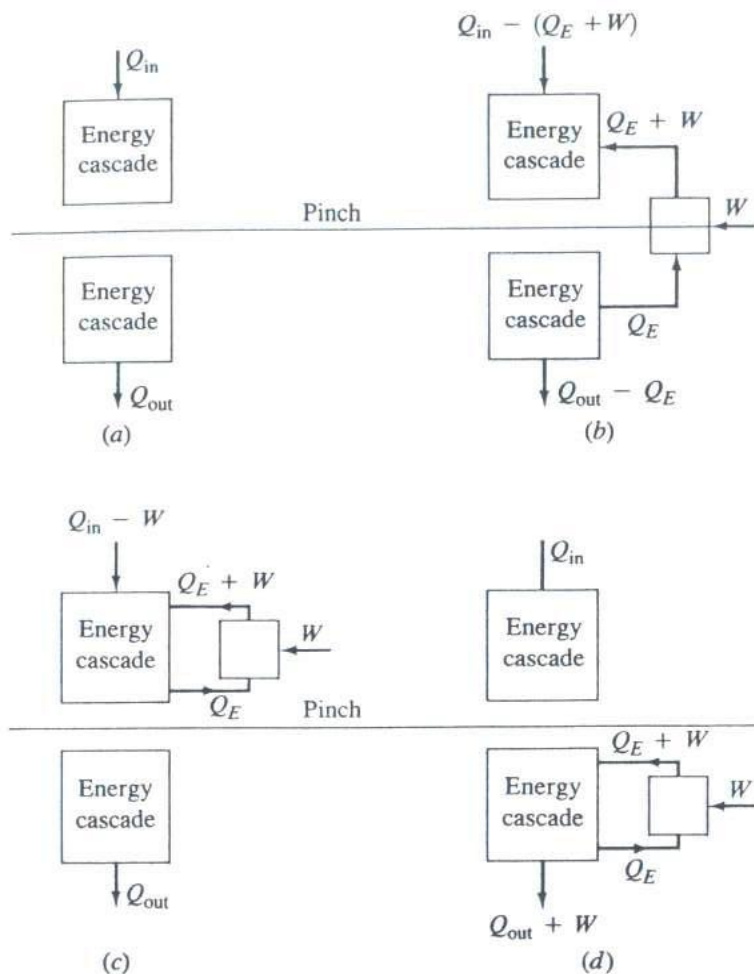 Q_in
Energy
cascade
Pinch
Energy
cascade
Q_out
(a)
Q_in − (Q_E + W)
Energy
cascade
Q_E + W
W
Energy
cascade
Q_E
Q_out − Q_E
(b)
Q_in − W
Energy
cascade
Q_E + W
W
Q_E
Pinch
Energy
cascade
Q_out
(c)
Q_in
Energy
cascade
Q_E + W
Energy
cascade
W
Q_E
Q_out + W
(d)